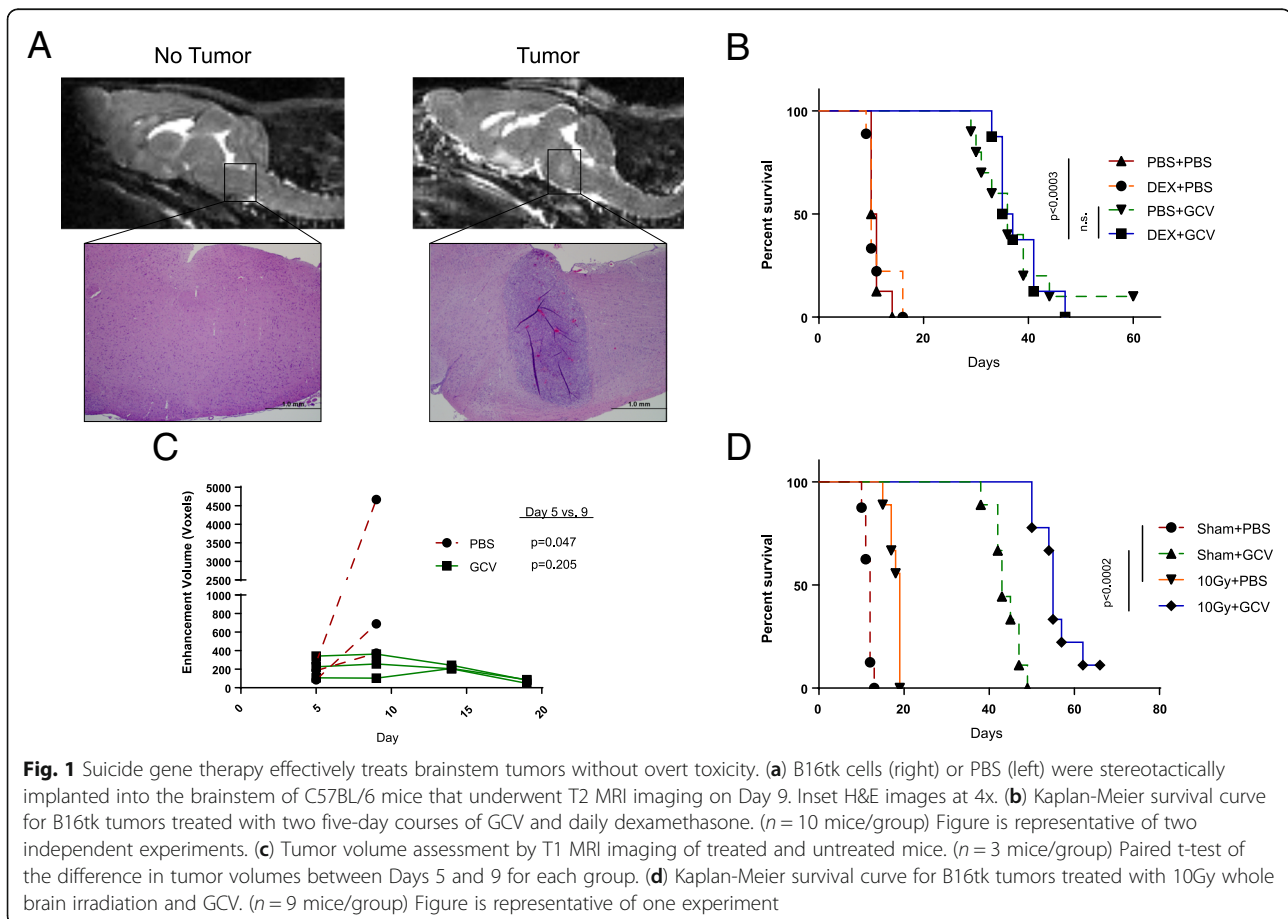 A
No Tumor
Tumor
1.0 mm
1.0 mm
B
Percent survival
100
50
0
0
20
40
60
Days
p<0.0003
n.s.
PBS+PBS
DEX+PBS
PBS+GCV
DEX+GCV
C
Enhancement Volume (Voxels)
5000
4500
4000
3500
3000
2500
1000
800
600
400
200
0
0
5
10
15
20
Day
Day 5 vs. 9
PBS p=0.047
GCV p=0.205
D
Percent survival
100
50
0
0
20
40
60
80
Days
p<0.0002
Sham+PBS
Sham+GCV
10Gy+PBS
10Gy+GCV
Fig. 1 Suicide gene therapy effectively treats brainstem tumors without overt toxicity. (a) B16tk cells (right) or PBS (left) were stereotactically
implanted into the brainstem of C57BL/6 mice that underwent T2 MRI imaging on Day 9. Inset H&E images at 4x. (b) Kaplan-Meier survival curve
for B16tk tumors treated with two five-day courses of GCV and daily dexamethasone. (n = 10 mice/group) Figure is representative of two
independent experiments. (c) Tumor volume assessment by T1 MRI imaging of treated and untreated mice. (n = 3 mice/group) Paired t-test of
the difference in tumor volumes between Days 5 and 9 for each group. (d) Kaplan-Meier survival curve for B16tk tumors treated with 10Gy whole
brain irradiation and GCV. (n = 9 mice/group) Figure is representative of one experiment